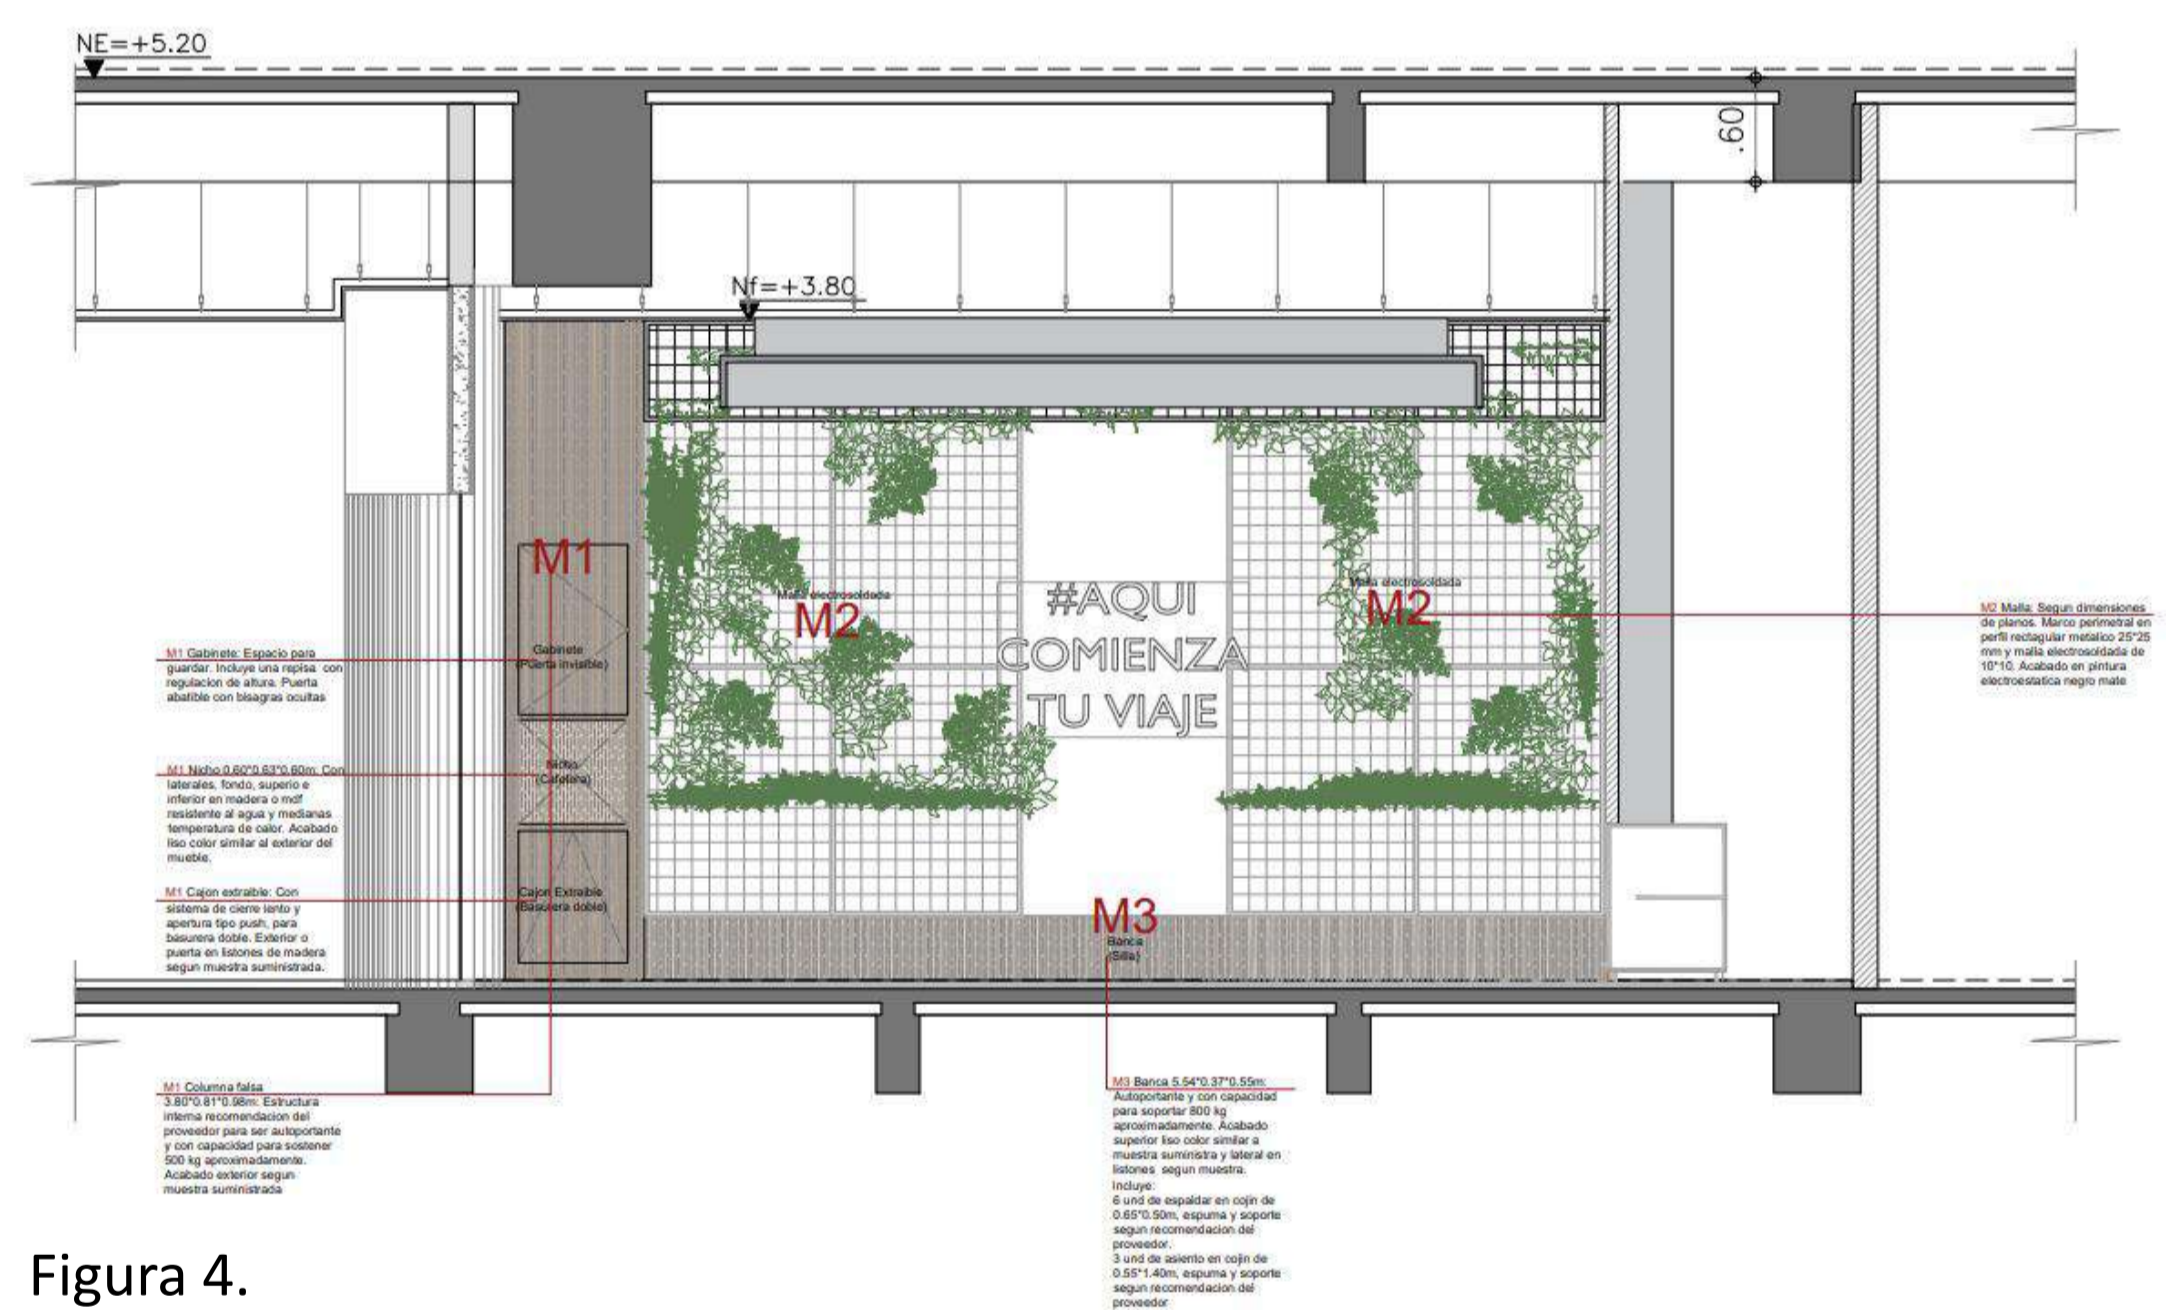 NE=+5.20
.60
Nf=+3.80
M1
Malla electrosoldada
M2
Malla electrosoldada
M2
#AQUI
COMIENZA
TU VIAJE
Gabinete
(Puerta invisible)
Nicho
(Cafetera)
Cajon Extraible
(Basurera doble)
M3
Banca
(Silla)
M1 Gabinete: Espacio para
guardar. Incluye una repisa con
regulacion de altura. Puerta
abatible con bisagras ocultas
M1 Nicho 0.60*0.63*0.60m: Con
laterales, fondo, superio e
inferior en madera o mdf
resistente al agua y medianas
temperatura de calor. Acabado
liso color similar al exterior del
mueble.
M1 Cajon extraible: Con
sistema de cierre lento y
apertura tipo push, para
basurera doble. Exterior o
puerta en listones de madera
segun muestra suministrada.
M2 Malla: Segun dimensiones
de planos. Marco perimetral en
perfil rectagular metalico 25*25
mm y malla electrosoldada de
10*10. Acabado en pintura
electroestatica negro mate
M1 Columna falsa
3.80*0.81*0.98m: Estructura
interna recomendacion del
proveedor para ser autoportante
y con capacidad para sostener
500 kg aproximadamente.
Acabado exterior segun
muestra suministrada
M3 Banca 5.54*0.37*0.55m:
Autoportante y con capacidad
para soportar 800 kg
aproximadamente. Acabado
superior liso color similar a
muestra suministra y lateral en
listones segun muestra.
Incluye:
6 und de espaldar en cojin de
0.65*0.50m, espuma y soporte
segun recomendacion del
proveedor.
3 und de asiento en cojin de
0.55*1.40m, espuma y soporte
segun recomendacion del
proveedor
Figura 4.